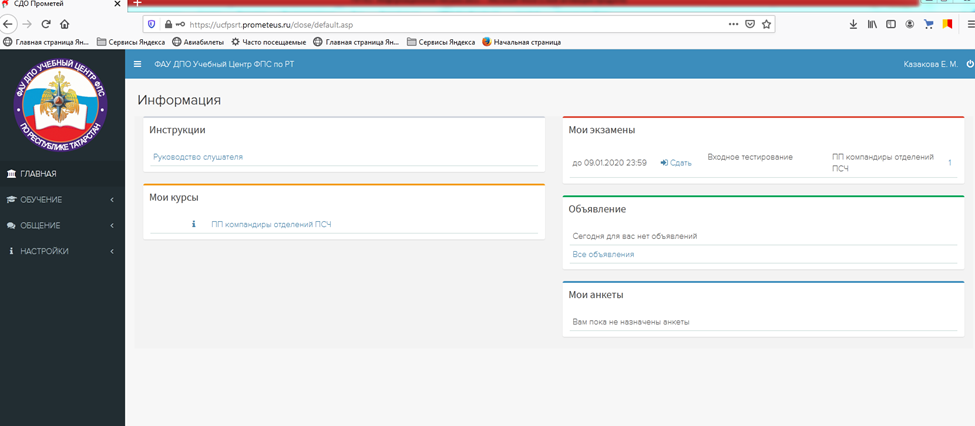 СДО Прометей
https://ucfpsrt.prometeus.ru/close/default.asp
Главная страница Ян...
Сервисы Яндекса
Авиабилеты
Часто посещаемые
Главная страница Ян...
Сервисы Яндекса
Начальная страница
ФАУ ДПО УЧЕБНЫЙ ЦЕНТР ФПС
ПО РЕСПУБЛИКЕ ТАТАРСТАН
ФАУ ДПО Учебный Центр ФПС по РТ
Казакова Е. М.
ГЛАВНАЯ
ОБУЧЕНИЕ
ОБЩЕНИЕ
НАСТРОЙКИ
Информация
Инструкции
Руководство слушателя
Мои курсы
ПП командиры отделений ПСЧ
Мои экзамены
до 09.01.2020 23:59 Сдать Входное тестирование ПП командиры отделений 1
ПСЧ
Объявление
Сегодня для вас нет объявлений
Все объявления
Мои анкеты
Вам пока не назначены анкеты